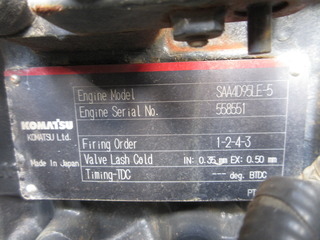 Engine Model SAA4D95LE-5
Engine Serial No. 558551
KOMATSU
KOMATSU Ltd.
Firing Order 1-2-4-3
Made in Japan
Valve Lash Cold IN: 0.35 mm EX: 0.50 mm
Timing-TDC --- deg. BTDC
PT